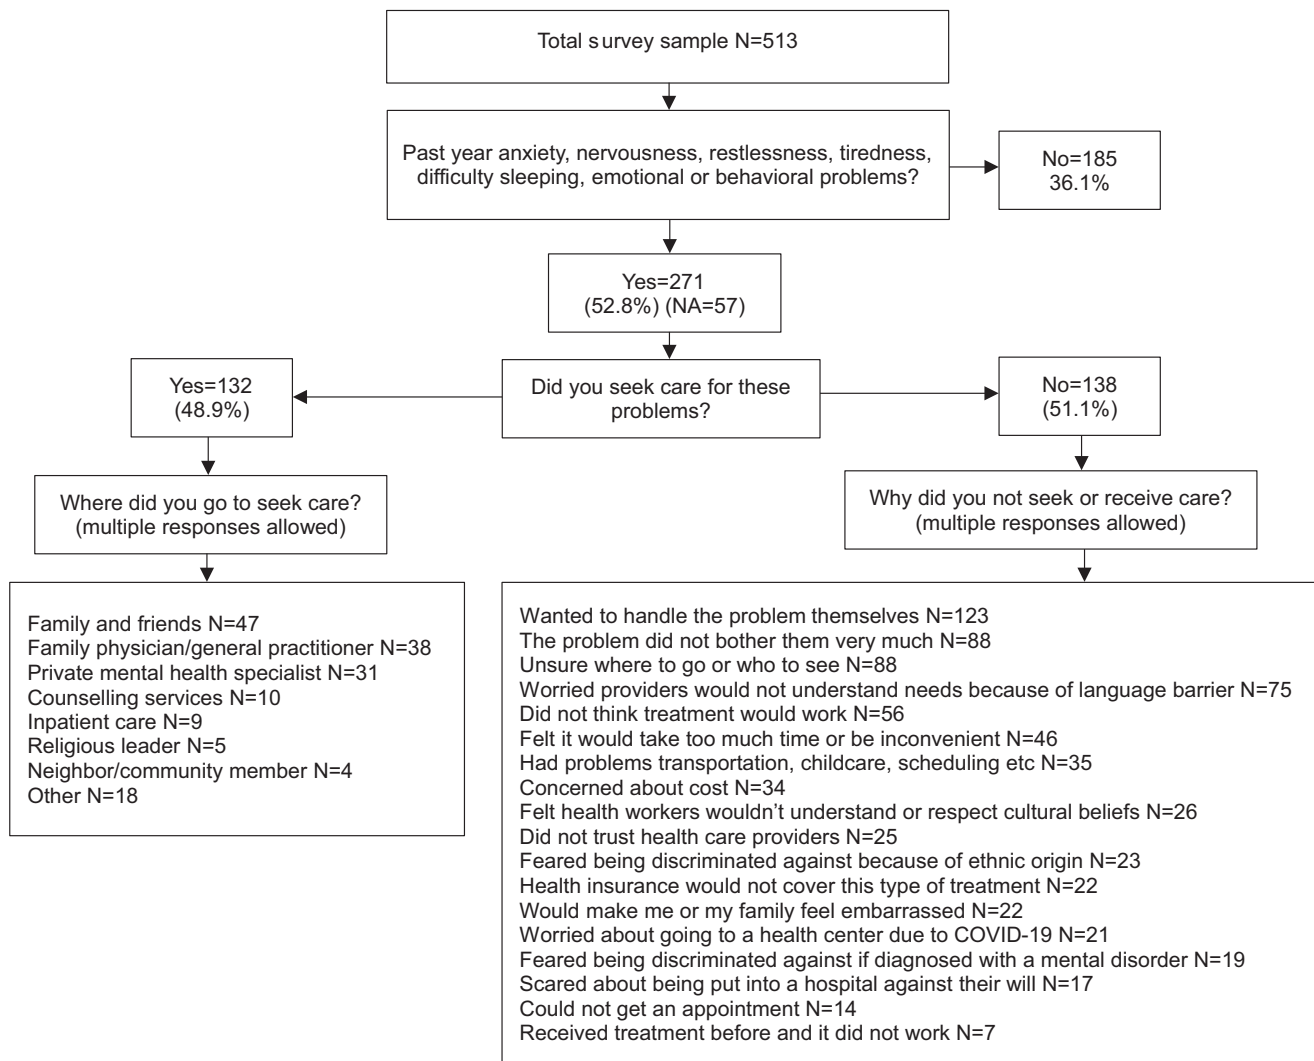 Total survey sample N=513
Past year anxiety, nervousness, restlessness, tiredness,
difficulty sleeping, emotional or behavioral problems?
No=185
36.1%
Yes=271
(52.8%) (NA=57)
Did you seek care for these
problems?
Yes=132
(48.9%)
No=138
(51.1%)
Where did you go to seek care?
(multiple responses allowed)
Why did you not seek or receive care?
(multiple responses allowed)
Family and friends N=47
Family physician/general practitioner N=38
Private mental health specialist N=31
Counselling services N=10
Inpatient care N=9
Religious leader N=5
Neighbor/community member N=4
Other N=18
Wanted to handle the problem themselves N=123
The problem did not bother them very much N=88
Unsure where to go or who to see N=88
Worried providers would not understand needs because of language barrier N=75
Did not think treatment would work N=56
Felt it would take too much time or be inconvenient N=46
Had problems transportation, childcare, scheduling etc N=35
Concerned about cost N=34
Felt health workers wouldn’t understand or respect cultural beliefs N=26
Did not trust health care providers N=25
Feared being discriminated against because of ethnic origin N=23
Health insurance would not cover this type of treatment N=22
Would make me or my family feel embarrassed N=22
Worried about going to a health center due to COVID-19 N=21
Feared being discriminated against if diagnosed with a mental disorder N=19
Scared about being put into a hospital against their will N=17
Could not get an appointment N=14
Received treatment before and it did not work N=7